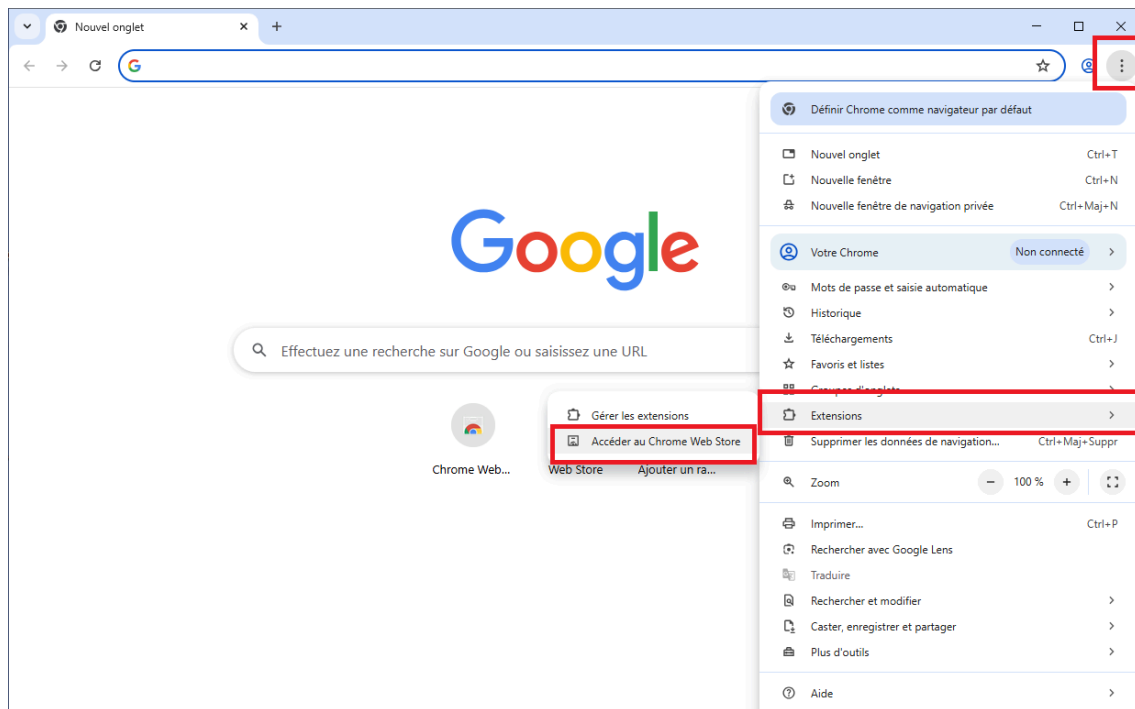 Nouvel onglet
Définir Chrome comme navigateur par défaut
Nouvel onglet Ctrl+T
Nouvelle fenêtre Ctrl+N
Nouvelle fenêtre de navigation privée Ctrl+Maj+N
Google
Votre Chrome Non connecté
Mots de passe et saisie automatique
Historique
Téléchargements Ctrl+J
Effectuez une recherche sur Google ou saisissez une URL
Favoris et listes
Groupes d'onglets
Extensions
Gérer les extensions
Accéder au Chrome Web Store
Supprimer les données de navigation... Ctrl+Maj+Suppr
Chrome Web...
Web Store
Ajouter un ra...
Zoom − 100 % +
Imprimer... Ctrl+P
Rechercher avec Google Lens
Traduire
Rechercher et modifier
Caster, enregistrer et partager
Plus d'outils
Aide